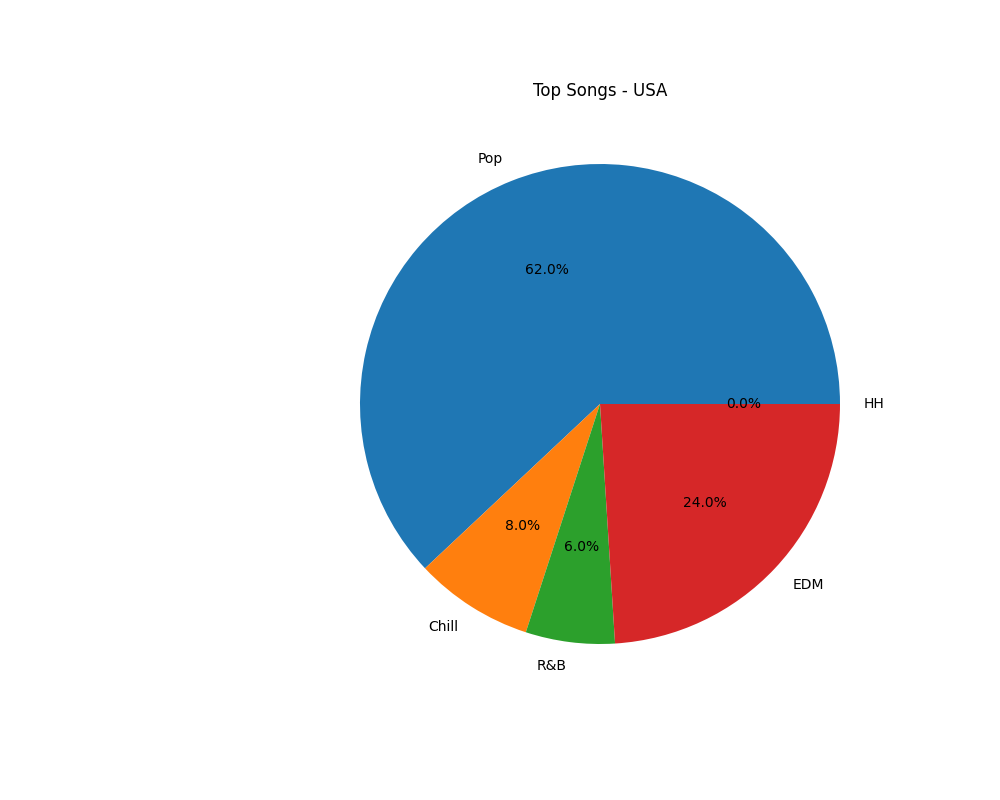 Top Songs - USA
Pop
62.0%
0.0%
HH
24.0%
8.0%
6.0%
EDM
Chill
R&B